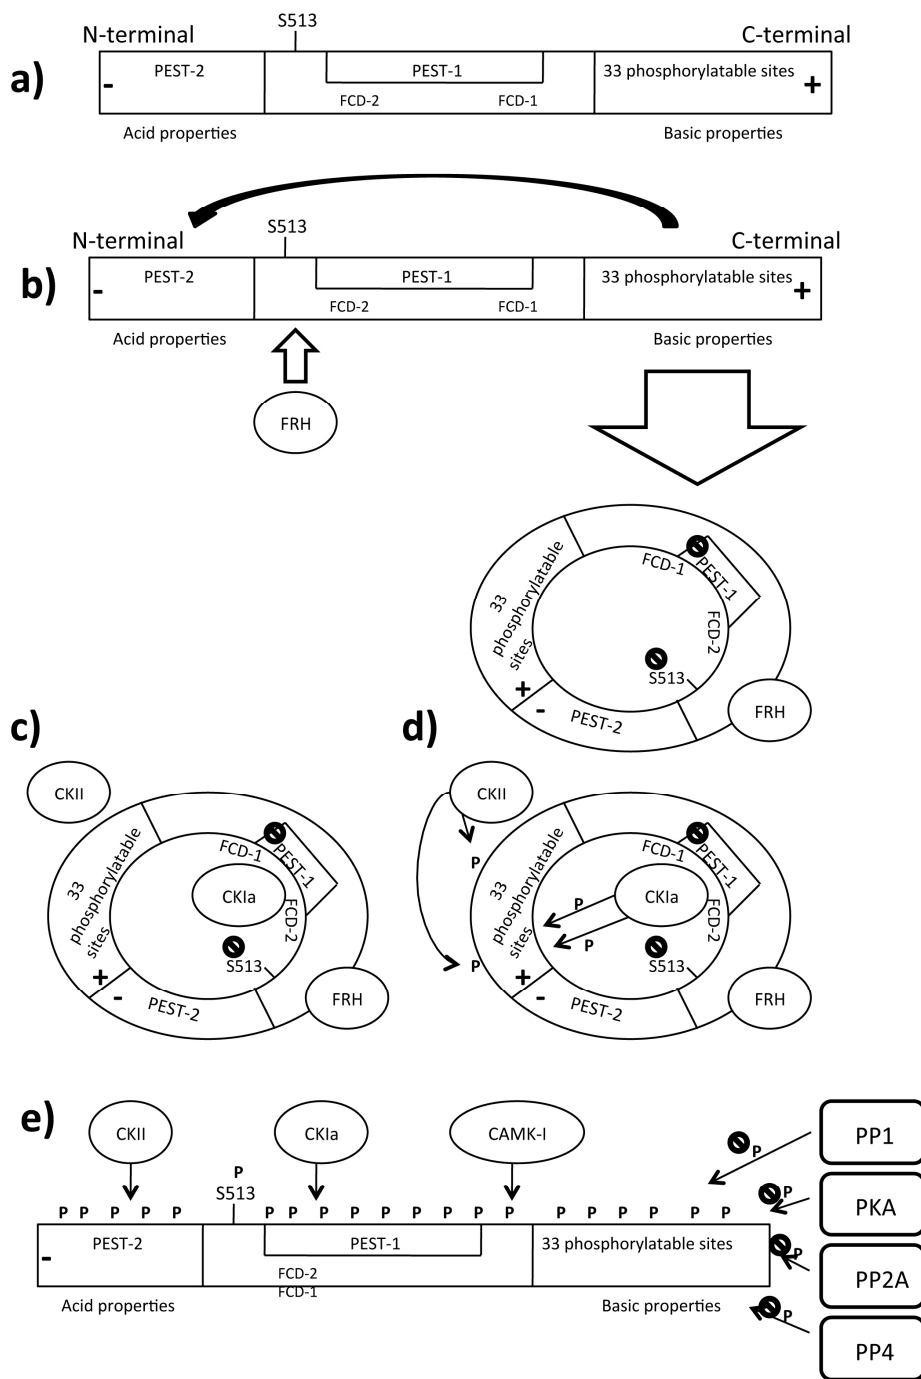 a)
N-terminal
S513
C-terminal
-
PEST-2
PEST-1
33 phosphorylatable sites
+
FCD-2
FCD-1
Acid properties
Basic properties
b)
N-terminal
S513
C-terminal
-
PEST-2
PEST-1
33 phosphorylatable sites
+
FCD-2
FCD-1
Acid properties
Basic properties
FRH
FCD-1
PEST-1
FCD-2
33
phosphorylatable
sites
+
-
PEST-2
S513
FRH
c)
CKII
FCD-1
PEST-1
CKIa
FCD-2
33
phosphorylatable
sites
+
-
PEST-2
S513
FRH
d)
CKII
P
P
FCD-1
PEST-1
CKIa
FCD-2
P
P
33
phosphorylatable
sites
+
-
PEST-2
S513
FRH
e)
CKII
CKIa
CAMK-I
P
S513
P P P P P P P P P P P P P P P P P P P
-
PEST-2
PEST-1
33 phosphorylatable sites
FCD-2
FCD-1
Acid properties
Basic properties
P
PP1
P
PKA
P
PP2A
P
PP4